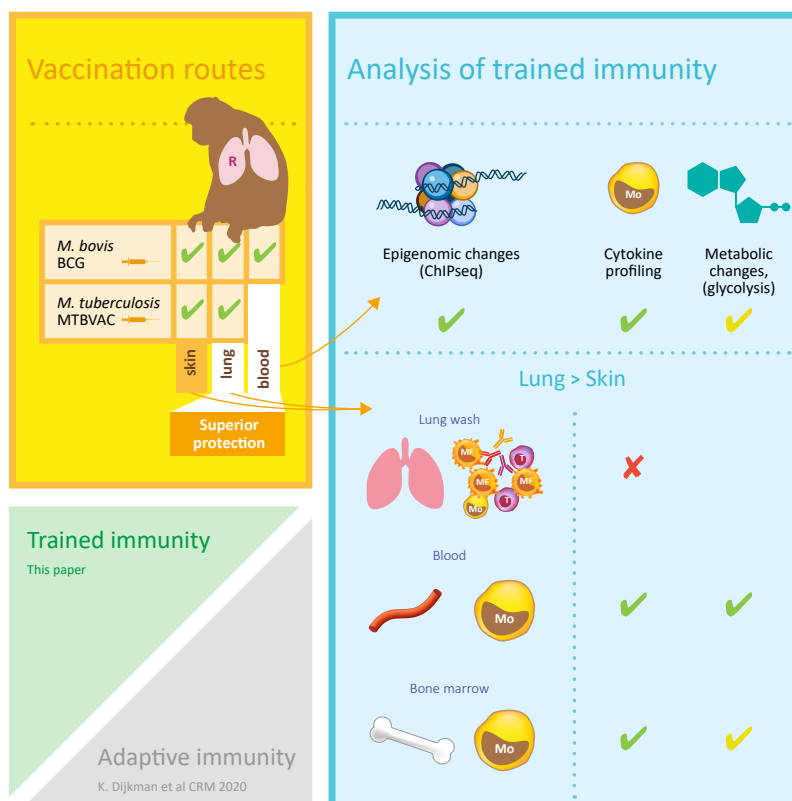 Vaccination routes
R
M. bovis
BCG
M. tuberculosis
MTBVAC
skin
lung
blood
Superior
protection
Trained immunity
This paper
Adaptive immunity
K. Dijkman et al CRM 2020
Analysis of trained immunity
Mo
Epigenomic changes
(ChIPseq)
Cytokine
profiling
Metabolic
changes,
(glycolysis)
Lung > Skin
Lung wash
MF
T
MF
MF
Mo
T
Blood
Mo
Bone marrow
Mo